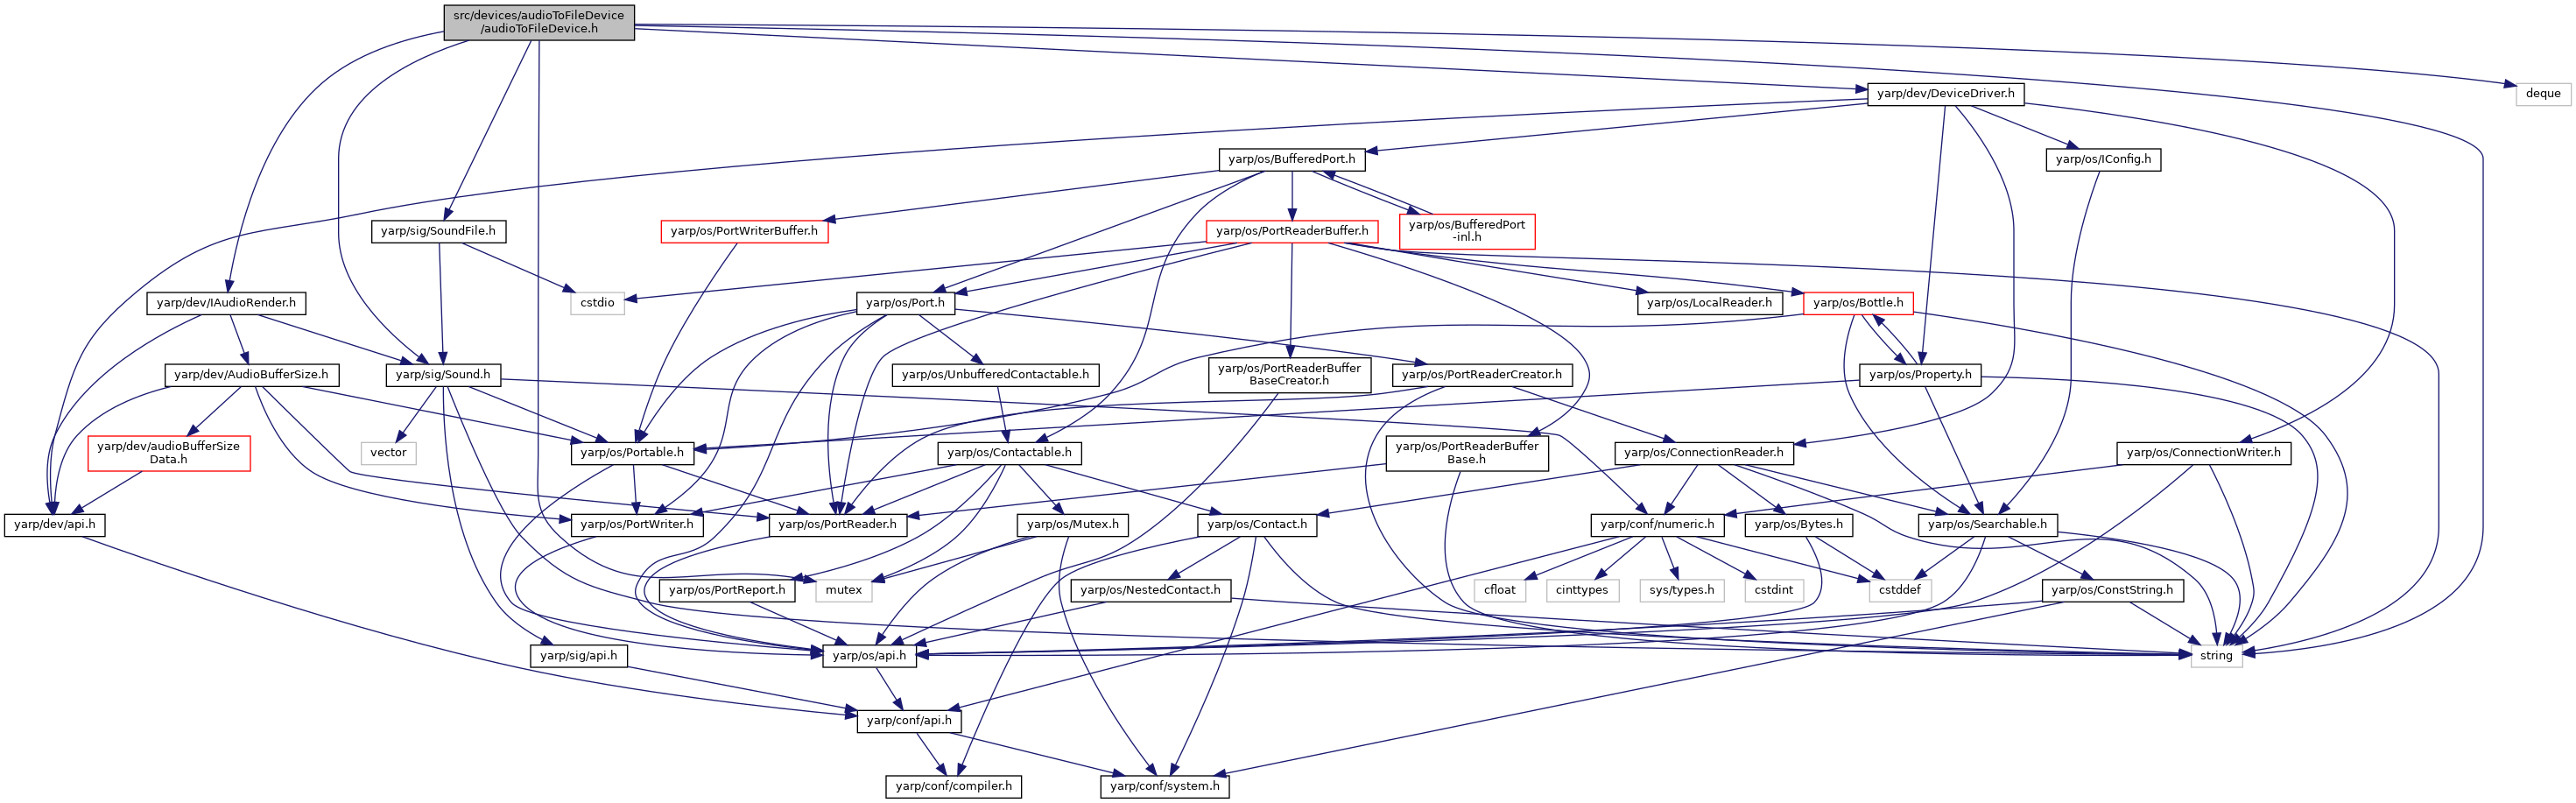 src/devices/audioToFileDevice
/audioToFileDevice.h
yarp/dev/DeviceDriver.h
deque
yarp/os/BufferedPort.h
yarp/os/IConfig.h
yarp/sig/SoundFile.h
yarp/os/PortWriterBuffer.h
yarp/os/PortReaderBuffer.h
yarp/os/BufferedPort
-inl.h
yarp/dev/IAudioRender.h
cstdio
yarp/os/Port.h
yarp/os/LocalReader.h
yarp/os/Bottle.h
yarp/dev/AudioBufferSize.h
yarp/sig/Sound.h
yarp/os/UnbufferedContactable.h
yarp/os/PortReaderBuffer
BaseCreator.h
yarp/os/PortReaderCreator.h
yarp/os/Property.h
yarp/dev/audioBufferSize
Data.h
vector
yarp/os/Portable.h
yarp/os/Contactable.h
yarp/os/PortReaderBuffer
Base.h
yarp/os/ConnectionReader.h
yarp/os/ConnectionWriter.h
yarp/dev/api.h
yarp/os/PortWriter.h
yarp/os/PortReader.h
yarp/os/Mutex.h
yarp/os/Contact.h
yarp/conf/numeric.h
yarp/os/Bytes.h
yarp/os/Searchable.h
yarp/os/PortReport.h
mutex
yarp/os/NestedContact.h
cfloat
cinttypes
sys/types.h
cstdint
cstddef
yarp/os/ConstString.h
yarp/sig/api.h
yarp/os/api.h
string
yarp/conf/api.h
yarp/conf/compiler.h
yarp/conf/system.h